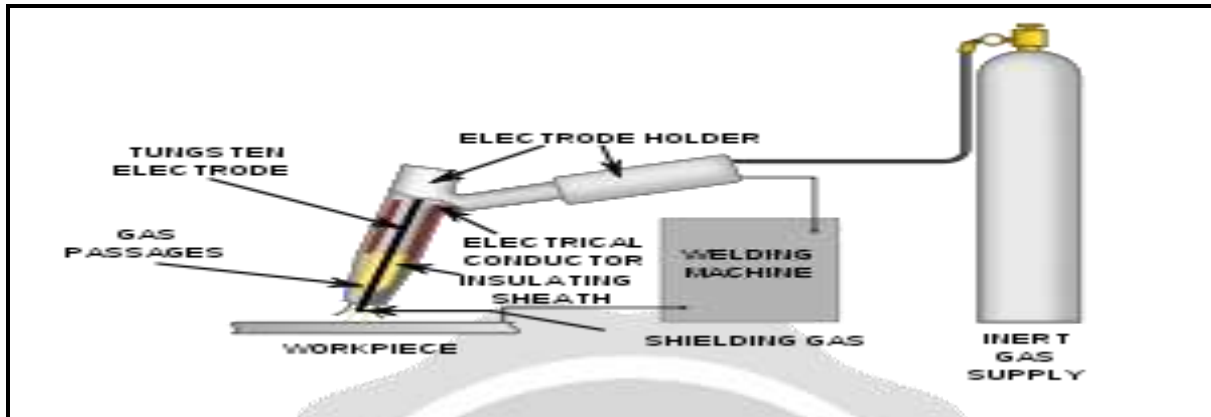 ELECTRODE HOLDER
TUNGSTEN
ELECTRODE
GAS
PASSAGES
ELECTRICAL
CONDUCTOR
INSULATING
SHEATH
WELDING
MACHINE
SHIELDING GAS
WORKPIECE
INERT
GAS
SUPPLY